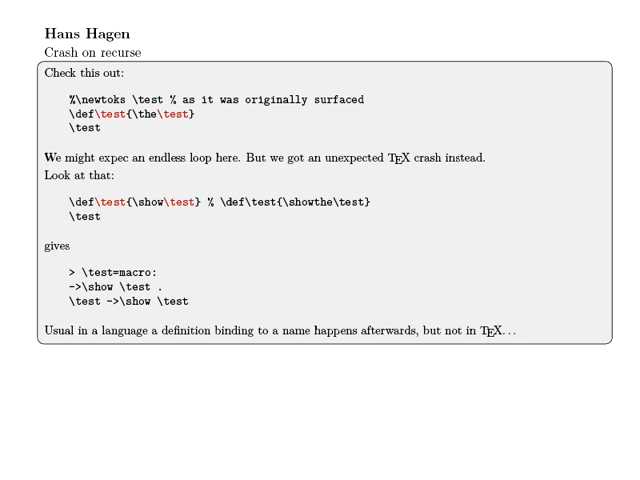 Hans Hagen
Crash on recurse
Check this out:
%\newtoks \test % as it was originally surfaced
\def\test{\the\test}
\test
We might expec an endless loop here. But we got an unexpected TEX crash instead.
Look at that:
\def\test{\show\test} % \def\test{\showthe\test}
\test
gives
> \test=macro:
->\show \test .
\test ->\show \test
Usual in a language a definition binding to a name happens afterwards, but not in TEX...